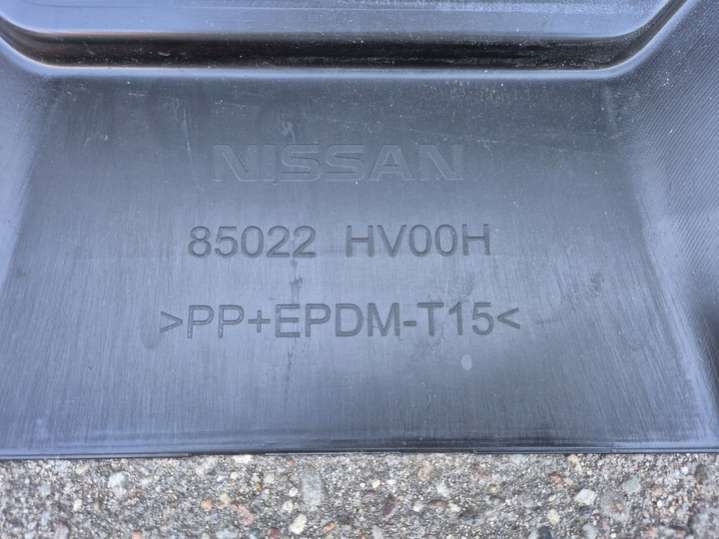 NISSAN
85022 HV00H
>PP+EPDM-T15<